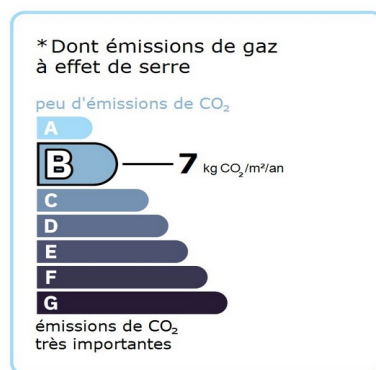 *Dont émissions de gaz
à effet de serre
peu d'émissions de CO₂
A
B 7 kg CO₂/m²/an
C
D
E
F
G
émissions de CO₂
très importantes